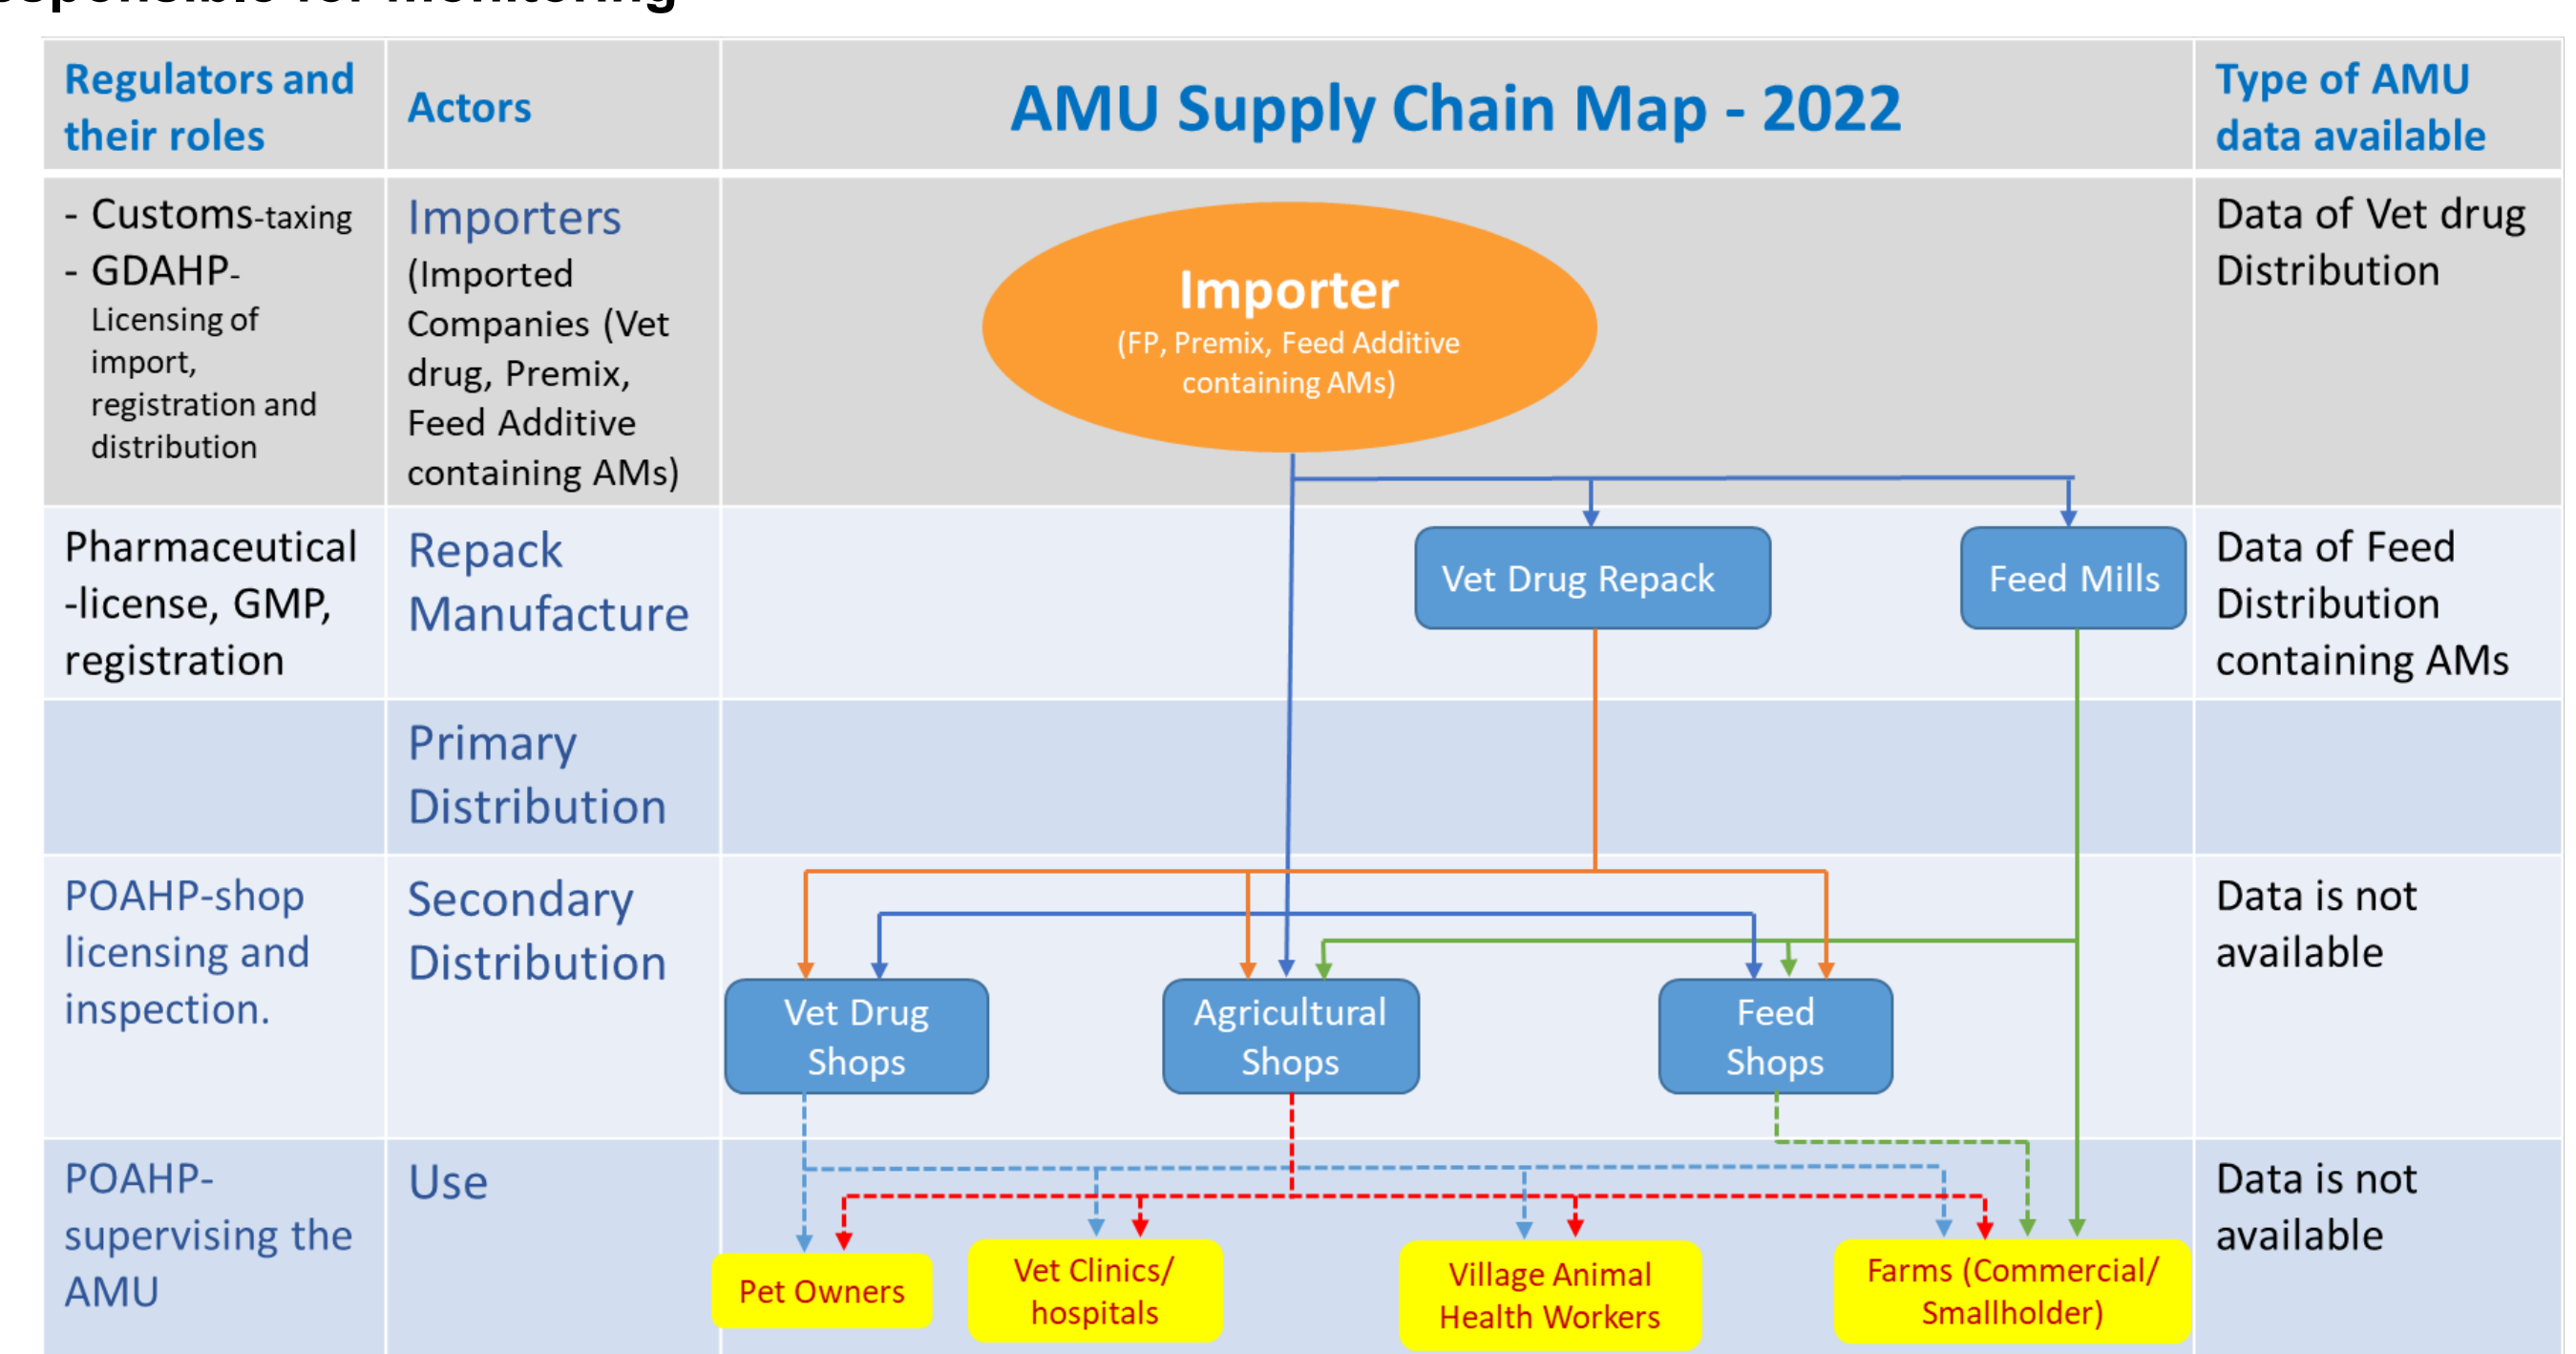 responsible for monitoring
Regulators and
their roles
Actors
AMU Supply Chain Map - 2022
Type of AMU
data available
- Customs-taxing
- GDAHP-
Licensing of
import,
registration and
distribution
Importers
(Imported
Companies (Vet
drug, Premix,
Feed Additive
containing AMs)
Importer
(FP, Premix, Feed Additive
containing AMs)
Data of Vet drug
Distribution
Pharmaceutical
-license, GMP,
registration
Repack
Manufacture
Vet Drug Repack
Feed Mills
Data of Feed
Distribution
containing AMs
Primary
Distribution
POAHP-shop
licensing and
inspection.
Secondary
Distribution
Vet Drug
Shops
Agricultural
Shops
Feed
Shops
Data is not
available
POAHP-
supervising the
AMU
Use
Pet Owners
Vet Clinics/
hospitals
Village Animal
Health Workers
Farms (Commercial/
Smallholder)
Data is not
available